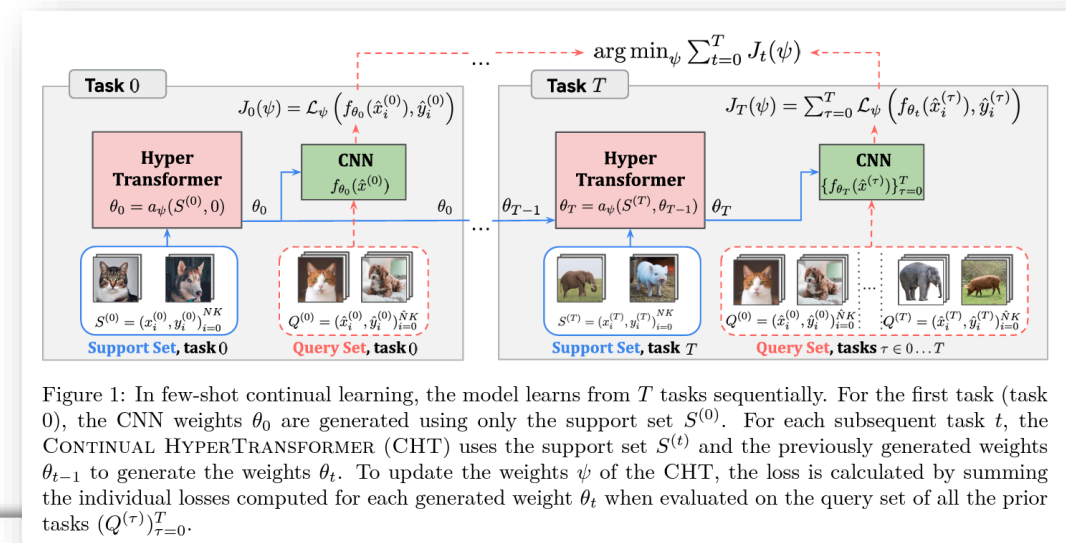 arg min_ψ ∑_{t=0}^{T} J_t(ψ)
...
Task 0
J_0(ψ) = ℒ_ψ (f_{θ_0}(x̂_i^{(0)}), ŷ_i^{(0)})
Hyper
Transformer
θ_0 = a_ψ(S^{(0)}, 0)
θ_0
CNN
f_{θ_0}(x̂^{(0)})
θ_0
S^{(0)} = (x_i^{(0)}, y_i^{(0)})_{i=0}^{NK}
Support Set, task 0
Q^{(0)} = (x̂_i^{(0)}, ŷ_i^{(0)})_{i=0}^{ÑK}
Query Set, task 0
...
Task T
J_T(ψ) = ∑_{τ=0}^{T} ℒ_ψ (f_{θ_t}(x̂_i^{(τ)}), ŷ_i^{(τ)})
θ_{T−1}
Hyper
Transformer
θ_T = a_ψ(S^{(T)}, θ_{T−1})
θ_T
CNN
{f_{θ_T}(x̂^{(τ)})}_{τ=0}^{T}
S^{(T)} = (x_i^{(T)}, y_i^{(T)})_{i=0}^{NK}
Support Set, task T
...
Q^{(0)} = (x̂_i^{(0)}, ŷ_i^{(0)})_{i=0}^{ÑK}
Q^{(T)} = (x̂_i^{(T)}, ŷ_i^{(T)})_{i=0}^{ÑK}
Query Set, tasks τ ∈ 0...T
Figure 1: In few-shot continual learning, the model learns from T tasks sequentially. For the first task (task
0), the CNN weights θ_0 are generated using only the support set S^{(0)}. For each subsequent task t, the
CONTINUAL HYPERTRANSFORMER (CHT) uses the support set S^{(t)} and the previously generated weights
θ_{t−1} to generate the weights θ_t. To update the weights ψ of the CHT, the loss is calculated by summing
the individual losses computed for each generated weight θ_t when evaluated on the query set of all the prior
tasks (Q^{(τ)})_{τ=0}^{T}.